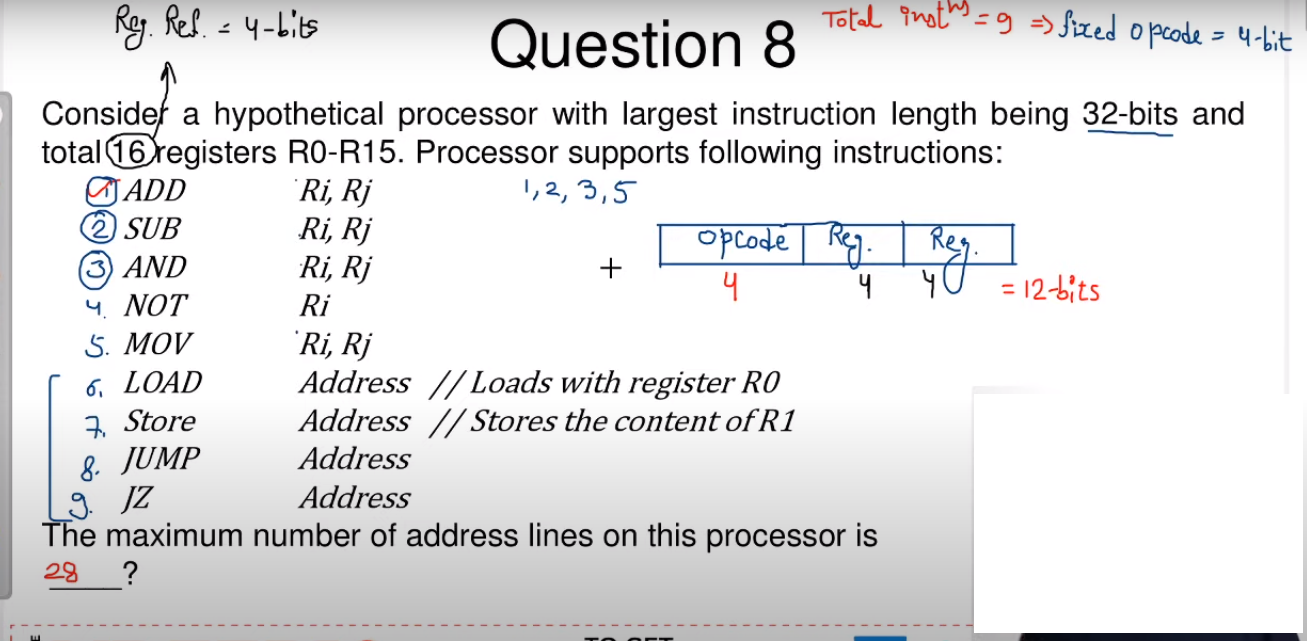 Reg. Ref. = 4-bits
Total instns = 9 => fixed opcode = 4-bit
Question 8
Consider a hypothetical processor with largest instruction length being 32-bits and
total 16 registers R0-R15. Processor supports following instructions:
1 ADD Ri, Rj 1, 2, 3, 5
2 SUB Ri, Rj opcode Reg. Reg.
3 AND Ri, Rj + 4 4 4 = 12-bits
4. NOT Ri
5. MOV Ri, Rj
6. LOAD Address // Loads with register R0
7. Store Address // Stores the content of R1
8. JUMP Address
9. JZ Address
The maximum number of address lines on this processor is
28 ?